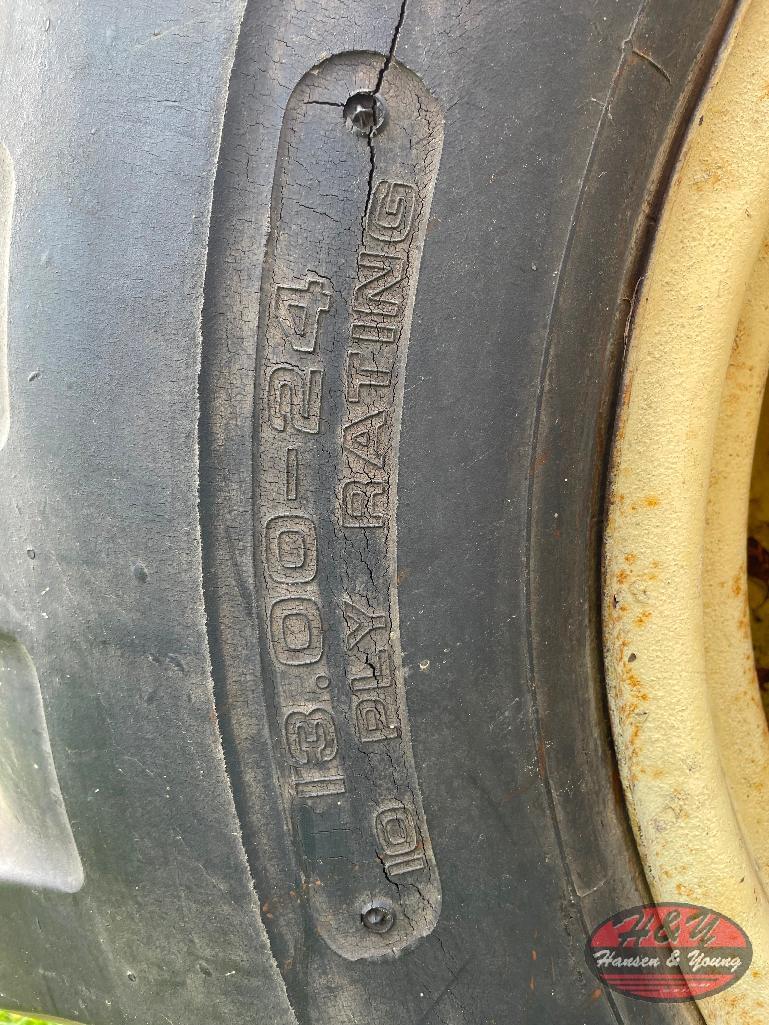 13.00-24
10 PLY RATING
H&Y
Hansen & Young